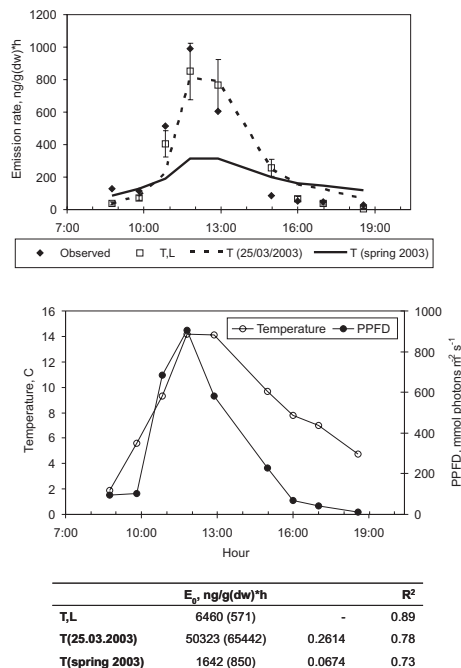 1200
1000
800
600
400
200
0
Emission rate, ng/g(dw)*h
7:00 10:00 13:00 16:00 19:00
Observed T,L T (25/03/2003) T (spring 2003)
16
14
12
10
8
6
4
2
0
Temperature, C
Temperature PPFD
1000
800
600
400
200
0
PPFD, mmol photons m⁻² s⁻¹
7:00 10:00 13:00 16:00 19:00
Hour
E₀, ng/g(dw)*h R²
T,L 6460 (571) - 0.89
T(25.03.2003) 50323 (65442) 0.2614 0.78
T(spring 2003) 1642 (850) 0.0674 0.73